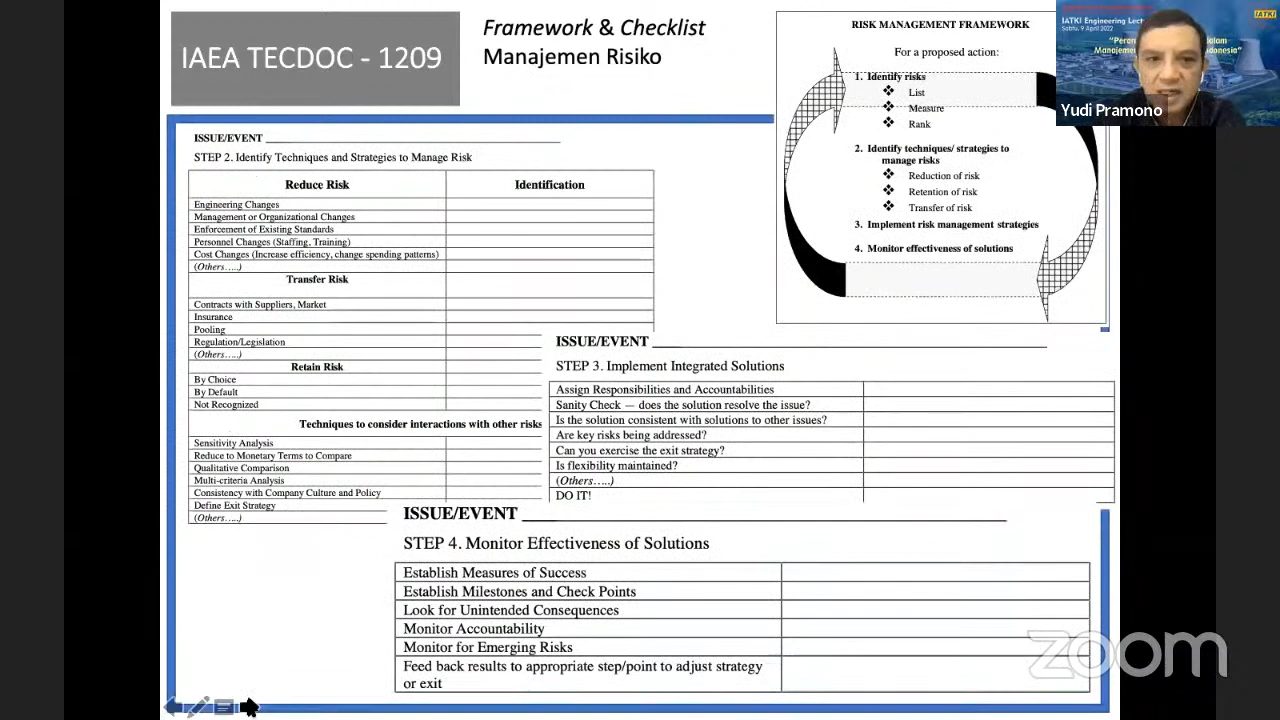 IAEA TECDOC - 1209
Framework & Checklist
Manajemen Risiko
RISK MANAGEMENT FRAMEWORK
For a proposed action:
1. Identify risks
❖ List
❖ Measure
❖ Rank
2. Identify techniques/ strategies to
manage risks
❖ Reduction of risk
❖ Retention of risk
❖ Transfer of risk
3. Implement risk management strategies
4. Monitor effectiveness of solutions
IATKI Engineering Lect
Sabtu, 9 April 2022
IATKI
Yudi Pramono
ISSUE/EVENT
STEP 2. Identify Techniques and Strategies to Manage Risk
Reduce Risk Identification
Engineering Changes
Management or Organizational Changes
Enforcement of Existing Standards
Personnel Changes (Staffing, Training)
Cost Changes (Increase efficiency, change spending patterns)
(Others…..)
Transfer Risk
Contracts with Suppliers, Market
Insurance
Pooling
Regulation/Legislation
(Others…..)
Retain Risk
By Choice
By Default
Not Recognized
Techniques to consider interactions with other risks
Sensitivity Analysis
Reduce to Monetary Terms to Compare
Qualitative Comparison
Multi-criteria Analysis
Consistency with Company Culture and Policy
Define Exit Strategy
(Others…..)
ISSUE/EVENT
STEP 3. Implement Integrated Solutions
Assign Responsibilities and Accountabilities
Sanity Check — does the solution resolve the issue?
Is the solution consistent with solutions to other issues?
Are key risks being addressed?
Can you exercise the exit strategy?
Is flexibility maintained?
(Others…..)
DO IT!
ISSUE/EVENT
STEP 4. Monitor Effectiveness of Solutions
Establish Measures of Success
Establish Milestones and Check Points
Look for Unintended Consequences
Monitor Accountability
Monitor for Emerging Risks
Feed back results to appropriate step/point to adjust strategy
or exit
zoom